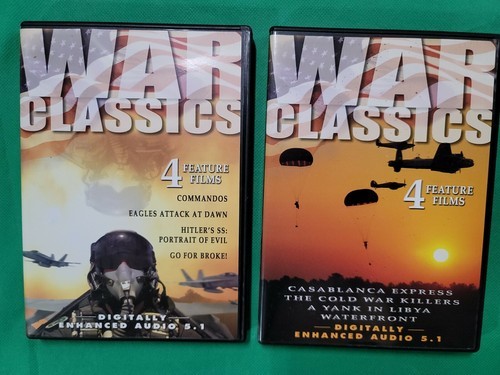 WAR
CLASSICS
4 FEATURE
FILMS
COMMANDOS
EAGLES ATTACK AT DAWN
HITLER'S SS:
PORTRAIT OF EVIL
GO FOR BROKE!
DIGITALLY
ENHANCED AUDIO 5.1
WAR
CLASSICS
4 FEATURE
FILMS
CASABLANCA EXPRESS
THE COLD WAR KILLERS
A YANK IN LIBYA
WATERFRONT
DIGITALLY
ENHANCED AUDIO 5.1